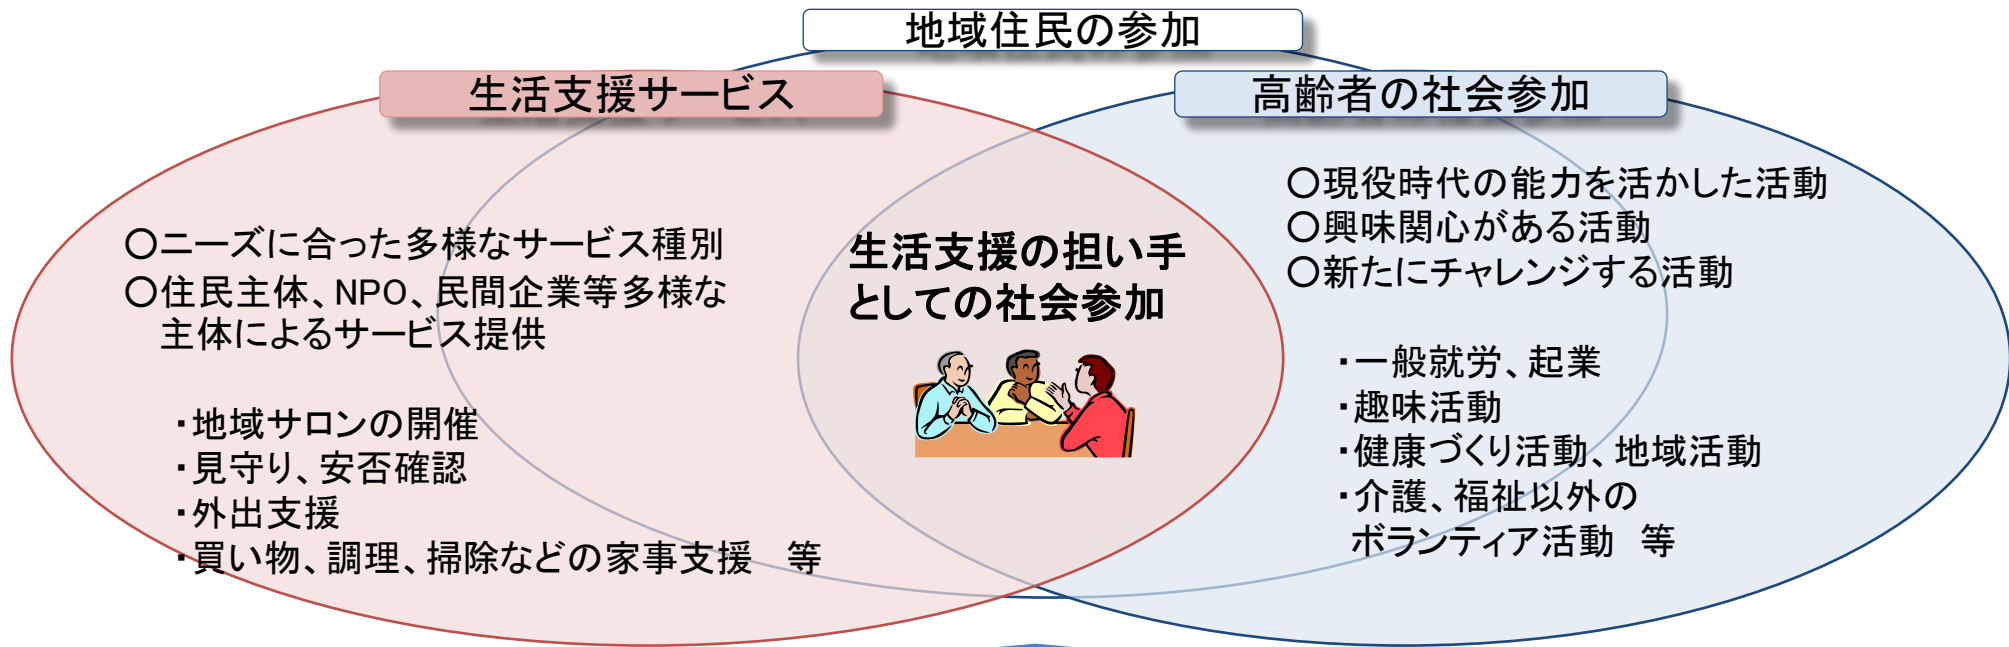 地域住民の参加
生活支援サービス
高齢者の社会参加
〇ニーズに合った多様なサービス種別
〇住民主体、NPO、民間企業等多様な
主体によるサービス提供
・地域サロンの開催
・見守り、安否確認
・外出支援
・買い物、調理、掃除などの家事支援　等
生活支援の担い手
としての社会参加
〇現役時代の能力を活かした活動
〇興味関心がある活動
〇新たにチャレンジする活動
・一般就労、起業
・趣味活動
・健康づくり活動、地域活動
・介護、福祉以外の
ボランティア活動　等